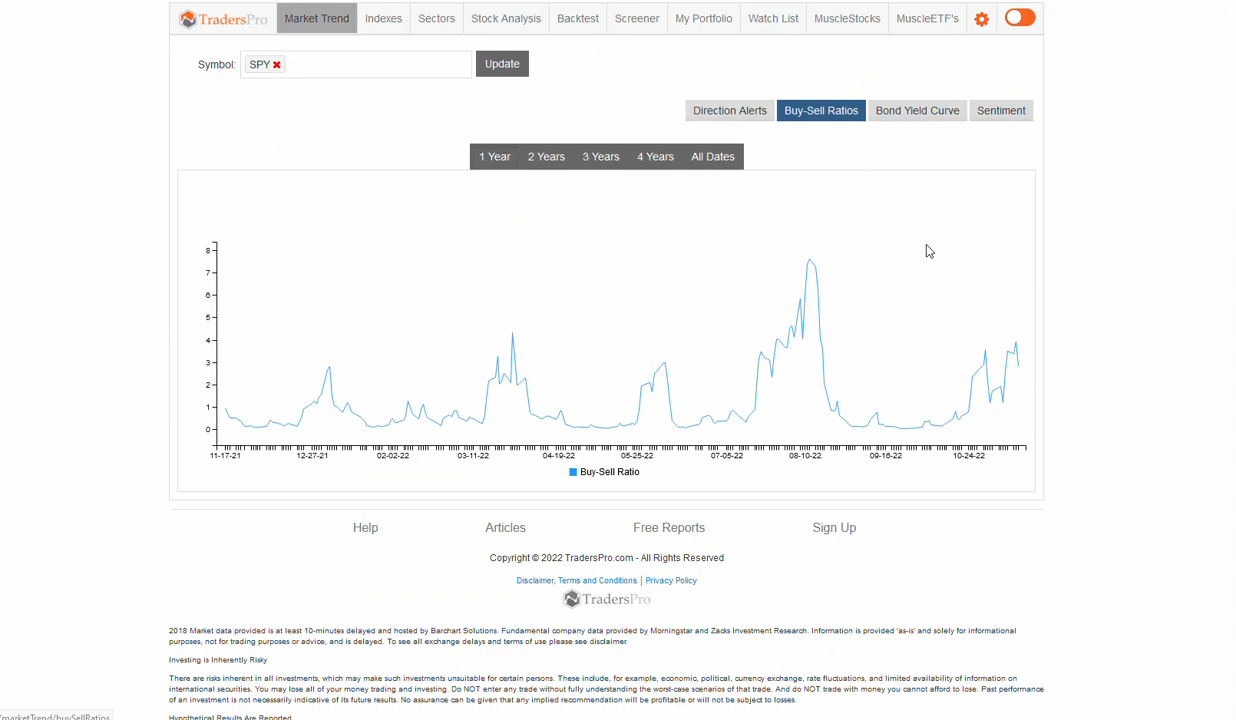 TradersPro Market Trend Indexes Sectors Stock Analysis Backtest Screener My Portfolio Watch List MuscleStocks MuscleETF's
Symbol: SPY Update
Direction Alerts Buy-Sell Ratios Bond Yield Curve Sentiment
1 Year 2 Years 3 Years 4 Years All Dates
8
7
6
5
4
3
2
1
0
11-17-21 12-27-21 02-02-22 03-11-22 04-19-22 05-25-22 07-05-22 08-10-22 09-16-22 10-24-22
Buy-Sell Ratio
Help Articles Free Reports Sign Up
Copyright © 2022 TradersPro.com - All Rights Reserved
Disclaimer, Terms and Conditions | Privacy Policy
TradersPro
2018 Market data provided is at least 10-minutes delayed and hosted by Barchart Solutions. Fundamental company data provided by Morningstar and Zacks Investment Research. Information is provided 'as-is' and solely for informational
purposes, not for trading purposes or advice, and is delayed. To see all exchange delays and terms of use please see disclaimer.
Investing is Inherently Risky
There are risks inherent in all investments, which may make such investments unsuitable for certain persons. These include, for example, economic, political, currency exchange, rate fluctuations, and limited availability of information on
international securities. You may lose all of your money trading and investing. Do NOT enter any trade without fully understanding the worst-case scenarios of that trade. And do NOT trade with money you cannot afford to lose. Past performance
of an investment is not necessarily indicative of its future results. No assurance can be given that any implied recommendation will be profitable or will not be subject to losses.
Hypothetical Results Are Reported
/marketTrend/buySellRatios